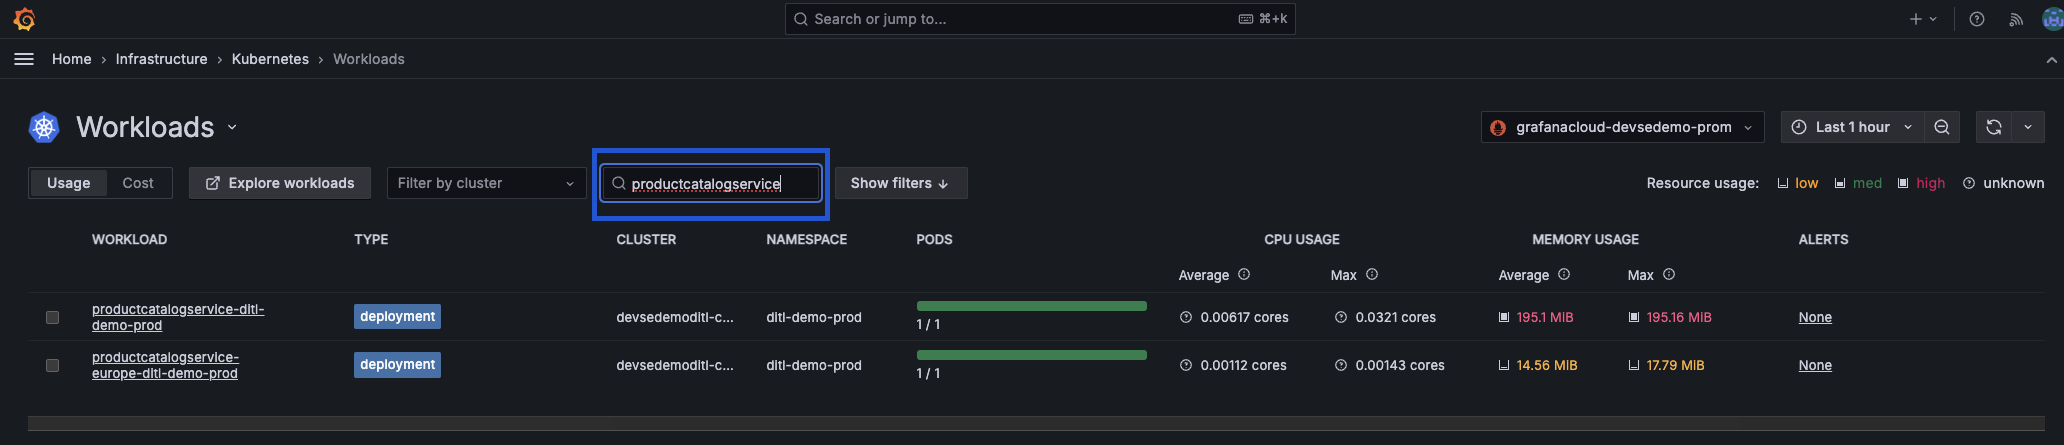 Search or jump to...
⌘+k
Home › Infrastructure › Kubernetes › Workloads
Workloads
grafanacloud-devsedemo-prom
Last 1 hour
Usage
Cost
Explore workloads
Filter by cluster
productcatalogservice
Show filters ↓
Resource usage:
low
med
high
unknown
WORKLOAD
TYPE
CLUSTER
NAMESPACE
PODS
CPU USAGE
MEMORY USAGE
ALERTS
Average
Max
Average
Max
productcatalogservice-ditl-
demo-prod
deployment
devsedemoditl-c...
ditl-demo-prod
1 / 1
0.00617 cores
0.0321 cores
195.1 MiB
195.16 MiB
None
productcatalogservice-
europe-ditl-demo-prod
deployment
devsedemoditl-c...
ditl-demo-prod
1 / 1
0.00112 cores
0.00143 cores
14.56 MiB
17.79 MiB
None